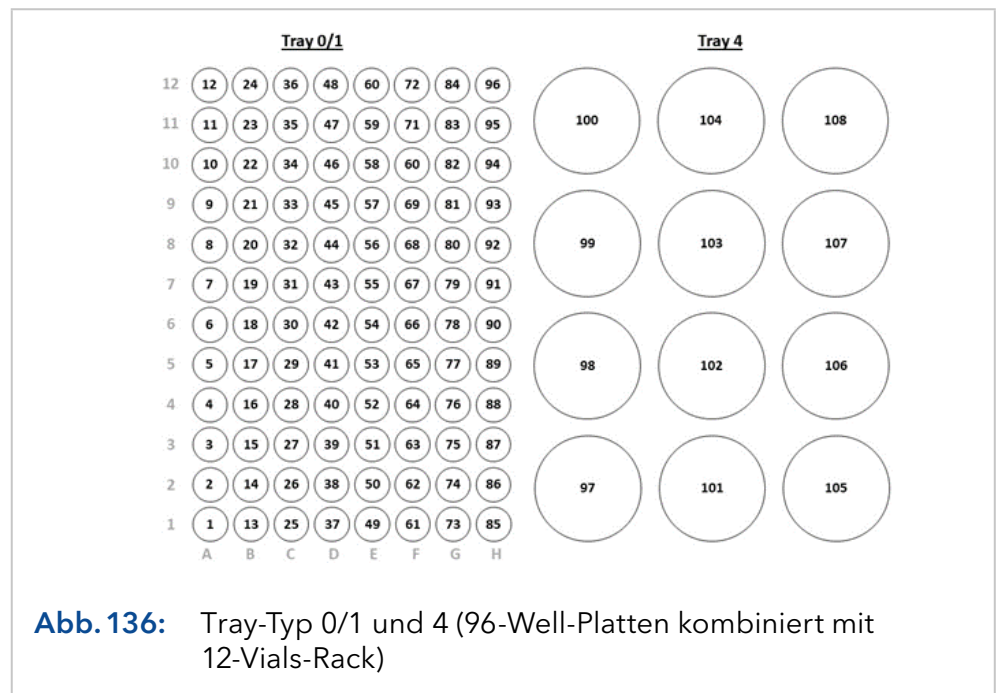 Tray 0/1 Tray 4
12 12 24 36 48 60 72 84 96
11 11 23 35 47 59 71 83 95
10 10 22 34 46 58 60 82 94
9 9 21 33 45 57 69 81 93
8 8 20 32 44 56 68 80 92
7 7 19 31 43 55 67 79 91
6 6 18 30 42 54 66 78 90
5 5 17 29 41 53 65 77 89
4 4 16 28 40 52 64 76 88
3 3 15 27 39 51 63 75 87
2 2 14 26 38 50 62 74 86
1 1 13 25 37 49 61 73 85
A B C D E F G H
100 104 108
99 103 107
98 102 106
97 101 105
Abb. 136: Tray-Typ 0/1 und 4 (96-Well-Platten kombiniert mit
12-Vials-Rack)